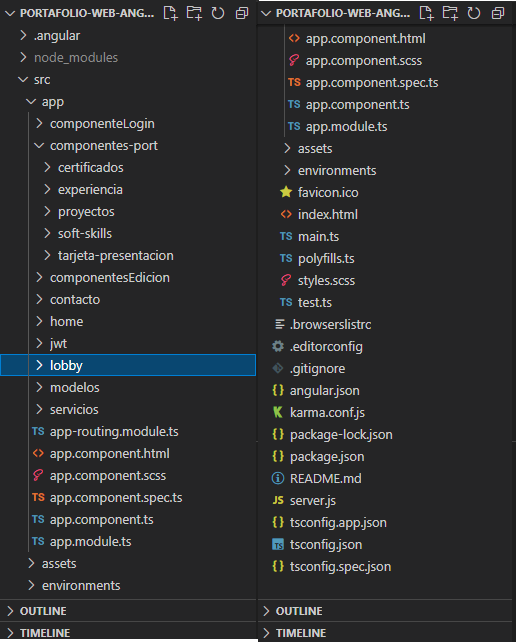 PORTAFOLIO-WEB-ANG...
.angular
node_modules
src
app
componenteLogin
componentes-port
certificados
experiencia
proyectos
soft-skills
tarjeta-presentacion
componentesEdicion
contacto
home
jwt
lobby
modelos
servicios
TS app-routing.module.ts
app.component.html
app.component.scss
TS app.component.spec.ts
TS app.component.ts
TS app.module.ts
assets
environments
OUTLINE
TIMELINE
PORTAFOLIO-WEB-ANG...
app.component.html
app.component.scss
TS app.component.spec.ts
TS app.component.ts
TS app.module.ts
assets
environments
favicon.ico
index.html
TS main.ts
TS polyfills.ts
styles.scss
TS test.ts
.browserslistrc
.editorconfig
.gitignore
angular.json
karma.conf.js
package-lock.json
package.json
README.md
JS server.js
tsconfig.app.json
TS tsconfig.json
tsconfig.spec.json
OUTLINE
TIMELINE